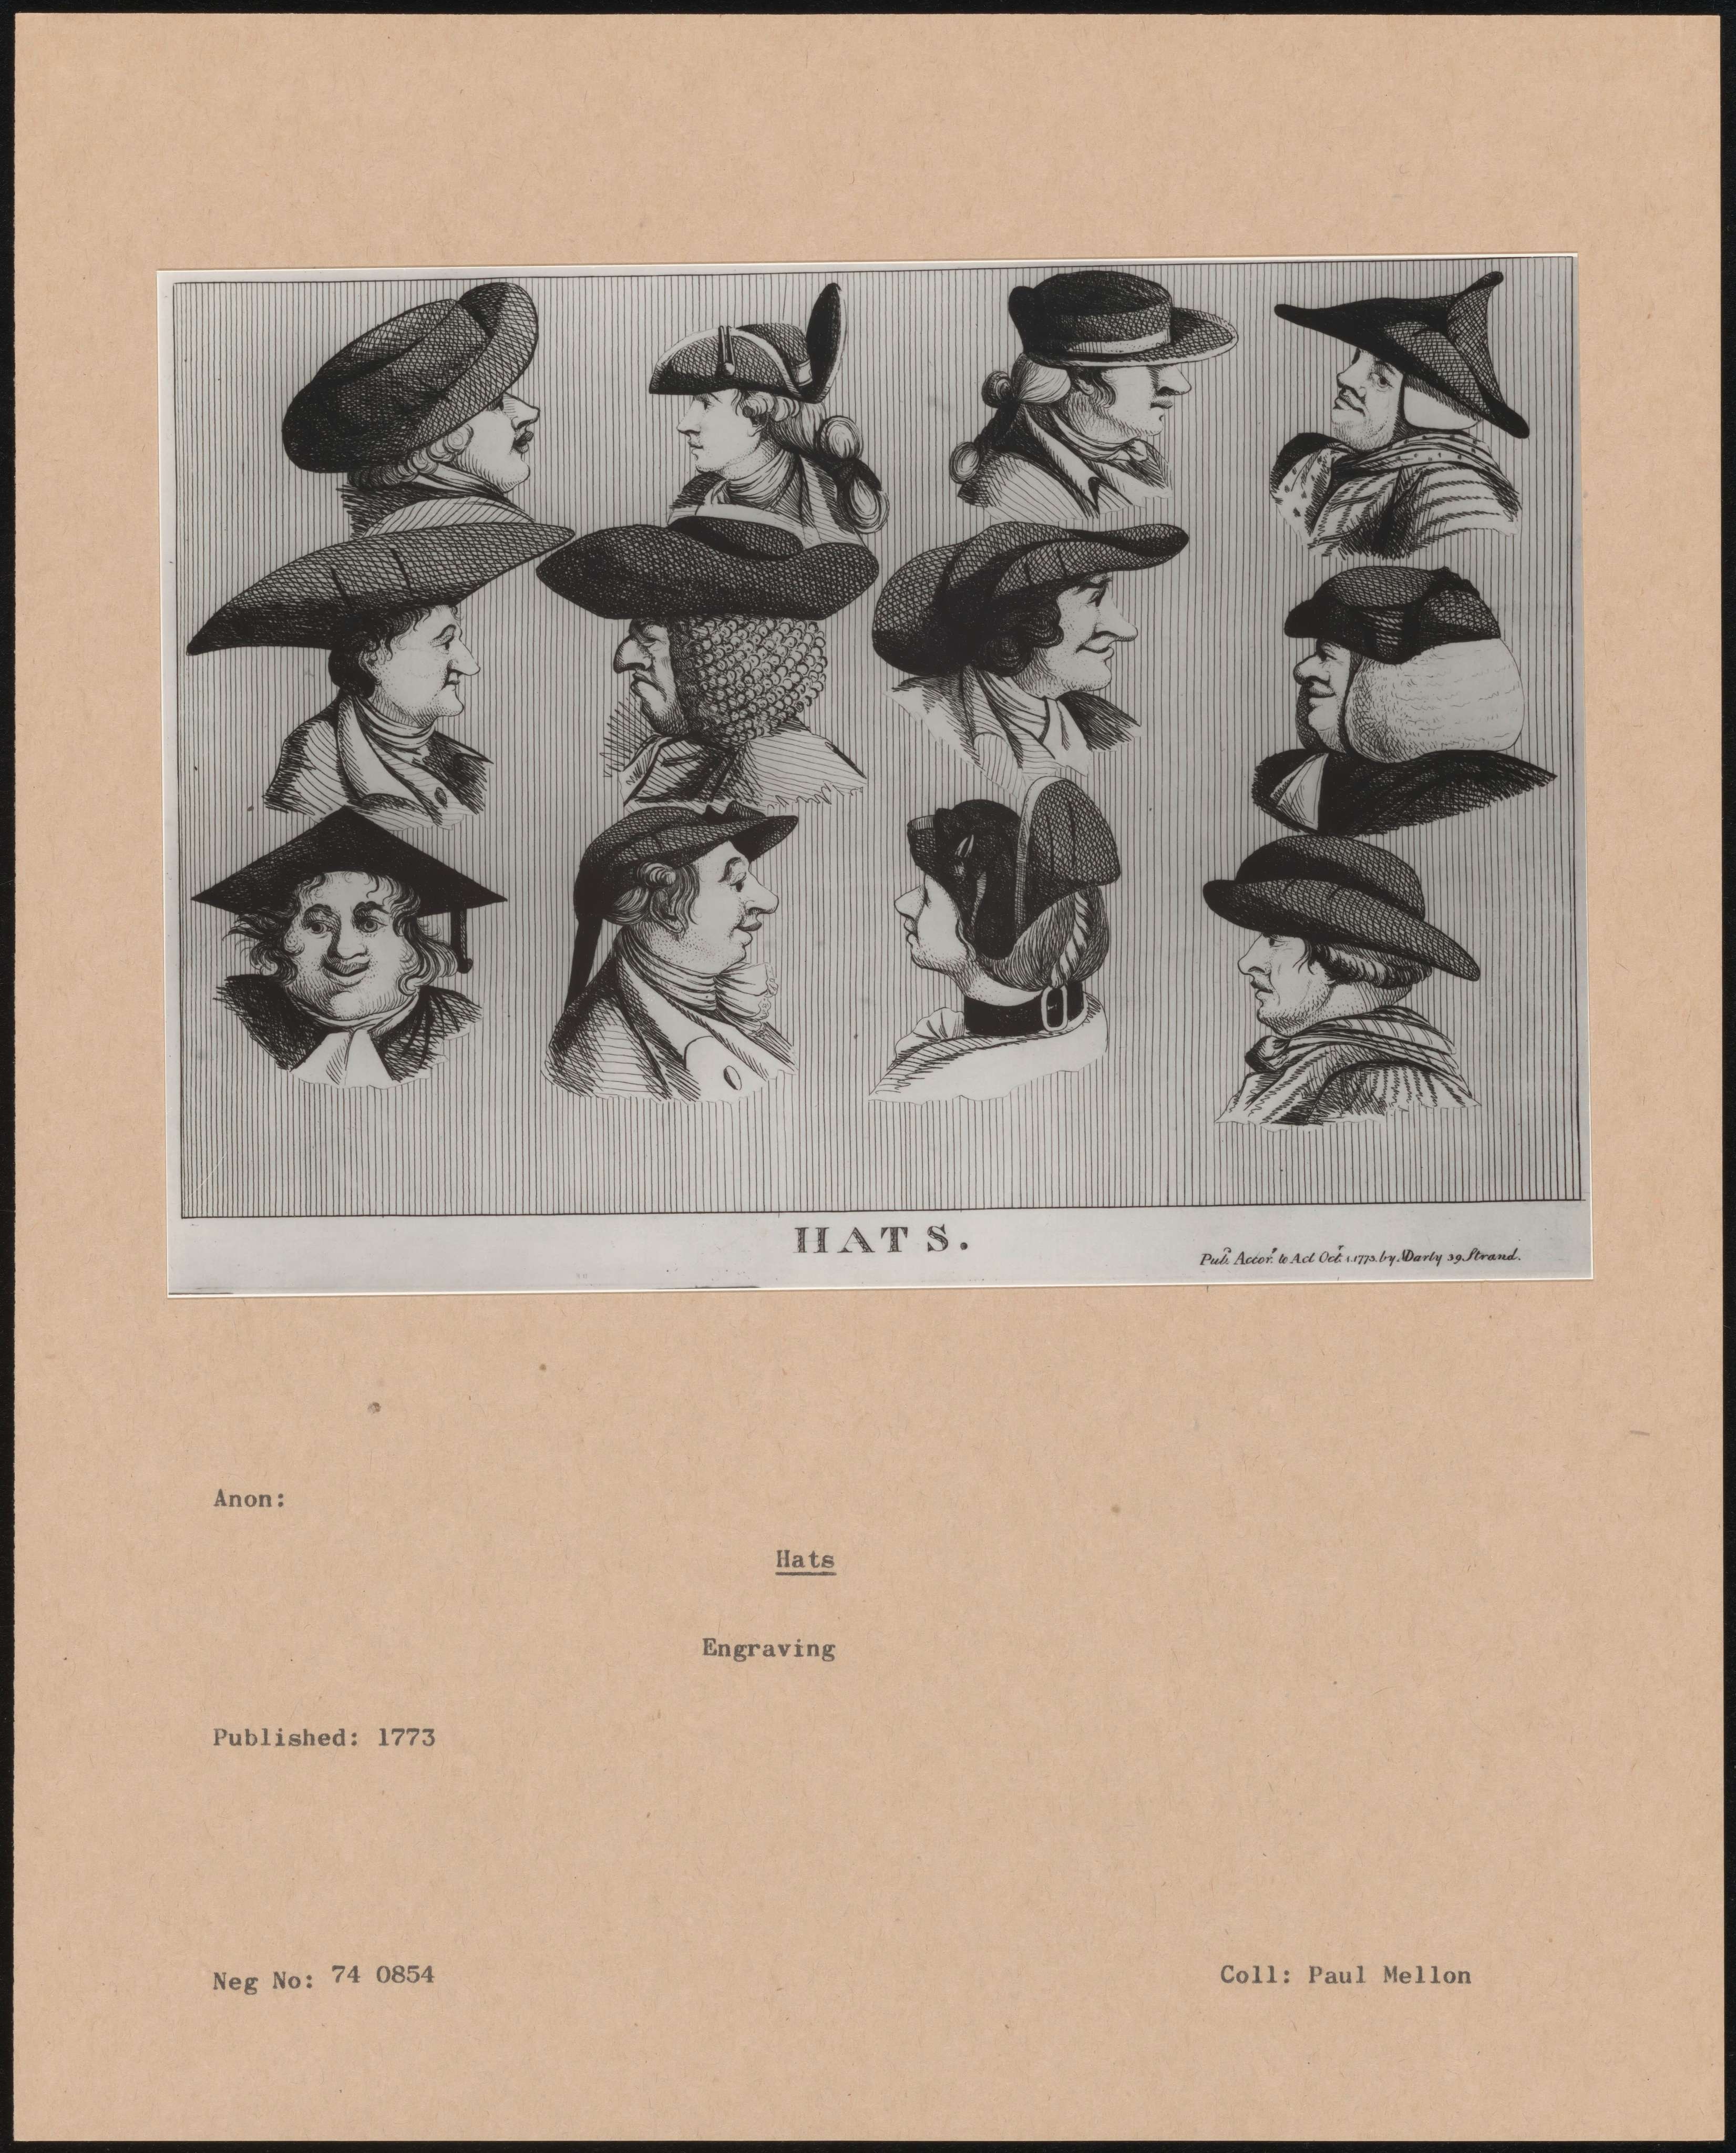 HATS.
Pub.d Accor.g to Act Oct.r 1. 1773. by M Darly 39. Strand.
Anon:
Hats
Engraving
Published: 1773
Neg No: 74 0854
Coll: Paul Mellon